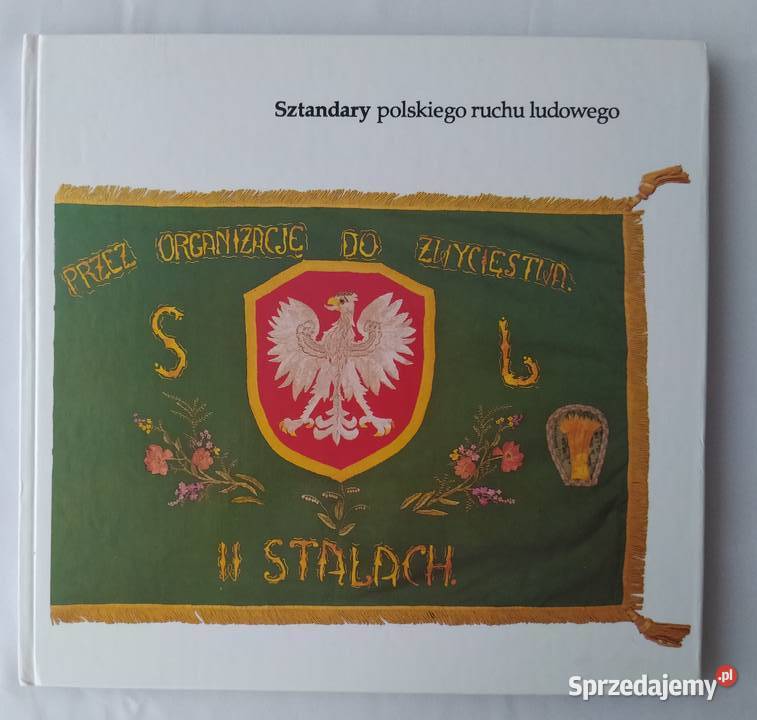 Sztandary polskiego ruchu ludowego
PRZEZ ORGANIZACJĘ DO ZWYCIĘSTWA.
S L
W STALACH.
Sprzedajemy.pl